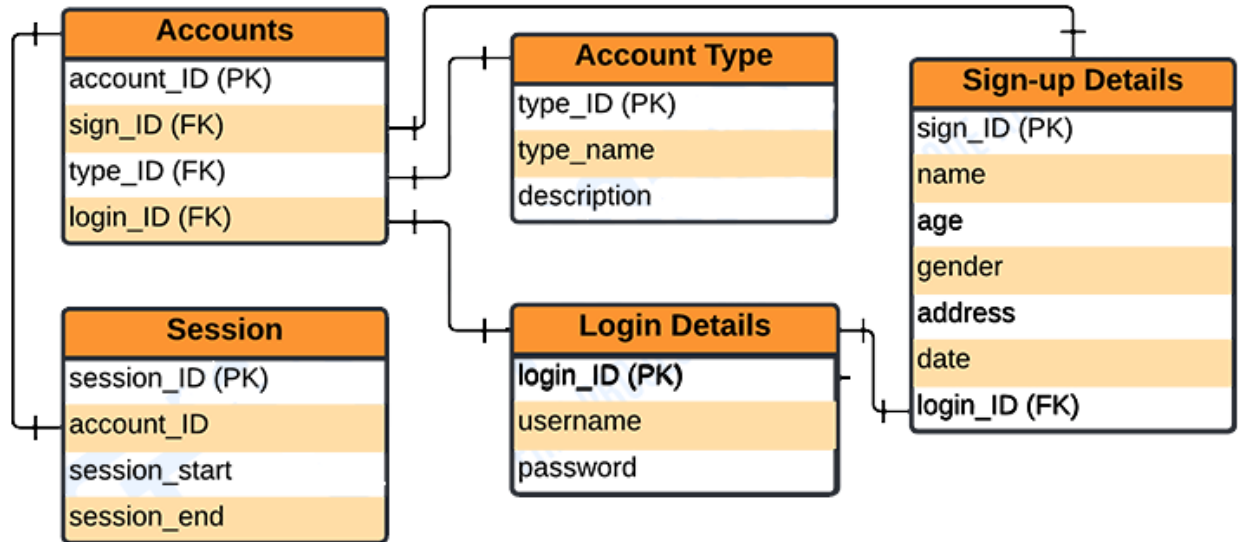 Accounts
account_ID (PK)
sign_ID (FK)
type_ID (FK)
login_ID (FK)
Account Type
type_ID (PK)
type_name
description
Sign-up Details
sign_ID (PK)
name
age
gender
address
date
login_ID (FK)
Session
session_ID (PK)
account_ID
session_start
session_end
Login Details
login_ID (PK)
username
password